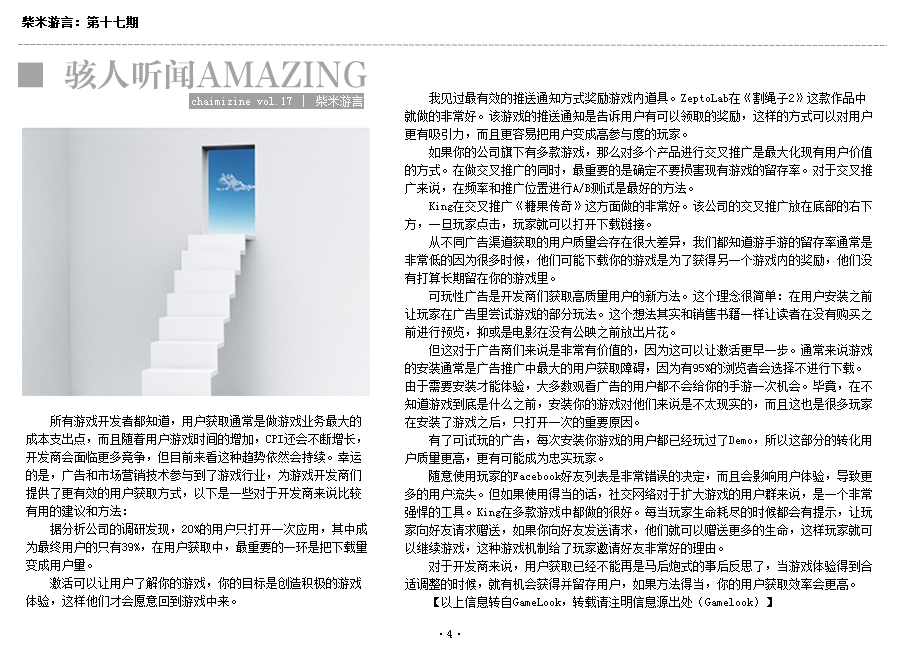 柴米游言：第十七期
骇人听闻AMAZING
chaimizine vol.17 | 柴米游言
所有游戏开发者都知道，用户获取通常是做游戏业务最大的
成本支出点，而且随着用户游戏时间的增加，CPI还会不断增长，
开发商会面临更多竞争，但目前来看这种趋势依然会持续。幸运
的是，广告和市营销技术参与到了游戏行业，为游戏开发商们
提供了更有效的用户获取方式，以下是一些对于开发商来说比较
有用的建议和方法：
据分析公司的调研发现，20%的用户只打开一次应用，其中成
为最终用户的只有39%，在用户获取中，最重要的一环是把下载量
变成用户量。
激活可以让用户了解你的游戏，你的目标是创造积极的游戏
体验，这样他们才会愿意回到游戏中来。
我见过最有效的推送通知方式奖励游戏内道具。ZeptoLab在《割绳子2》这款作品中
就做的非常好。该游戏的推送通知是告诉用户有可以领取的奖励，这样的方式可以对用户
更有吸引力，而且更容易把用户变成高参与度的玩家。
如果你的公司旗下有多款游戏，那么对多个产品进行交叉推广是最大化现有用户价值
的方式。在做交叉推广的同时，最重要的是确定不要损害现有游戏的留存率。对于交叉推
广来说，在频率和推广位置进行A/B测试是最好的方法。
King在交叉推广《糖果传奇》这方面做的非常好。该公司的交叉推广放在底部的右下
方，一旦玩家点击，玩家就可以打开下载链接。
从不同广告渠道获取的用户质量会存在很大差异，我们都知道游手游的留存率通常是
非常低的因为很多时候，他们可能下载你的游戏是为了获得另一个游戏内的奖励，他们没
有打算长期留在你的游戏里。
可玩性广告是开发商们获取高质量用户的新方法。这个理念很简单：在用户安装之前
让玩家在广告里尝试游戏的部分玩法。这个想法其实和销售书籍一样让读者在没有购买之
前进行预览，抑或是电影在没有公映之前放出片花。
但这对于广告商们来说是非常有价值的，因为这可以让激活更早一步。通常来说游戏
的安装通常是广告推广中最大的用户获取障碍，因为有95%的浏览者会选择不进行下载。
由于需要安装才能体验，大多数观看广告的用户都不会给你的手游一次机会。毕竟，在不
知道游戏到底是什么之前，安装你的游戏对他们来说是不太现实的，而且这也是很多玩家
在安装了游戏之后，只打开一次的重要原因。
有了可试玩的广告，每次安装你游戏的用户都已经玩过了Demo，所以这部分的转化用
户质量更高，更有可能成为忠实玩家。
随意使用玩家的Facebook好友列表是非常错误的决定，而且会影响用户体验，导致更
多的用户流失。但如果使用得当的话，社交网络对于扩大游戏的用户群来说，是一个非常
强悍的工具。King在多款游戏中都做的很好。每当玩家生命耗尽的时候都会有提示，让玩
家向好友请求赠送，如果你向好友发送请求，他们就可以赠送更多的生命，这样玩家就可
以继续游戏，这种游戏机制给了玩家邀请好友非常好的理由。
对于开发商来说，用户获取已经不能再是马后炮式的事后反思了，当游戏体验得到合
适调整的时候，就有机会获得并留存用户，如果方法得当，你的用户获取效率会更高。
【以上信息转自GameLook，转载请注明信息源出处（Gamelook）】
·4·